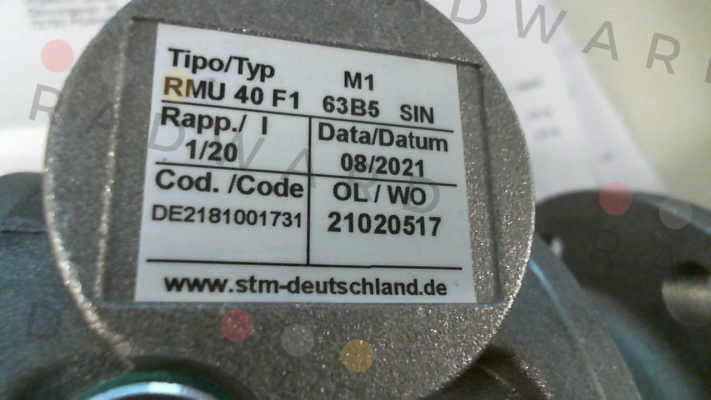 Tipo/Typ M1
RMU 40 F1 63B5 SIN
Rapp./ I Data/Datum
1/20 08/2021
Cod. /Code OL / WO
DE2181001731 21020517
www.stm-deutschland.de
RADWARD